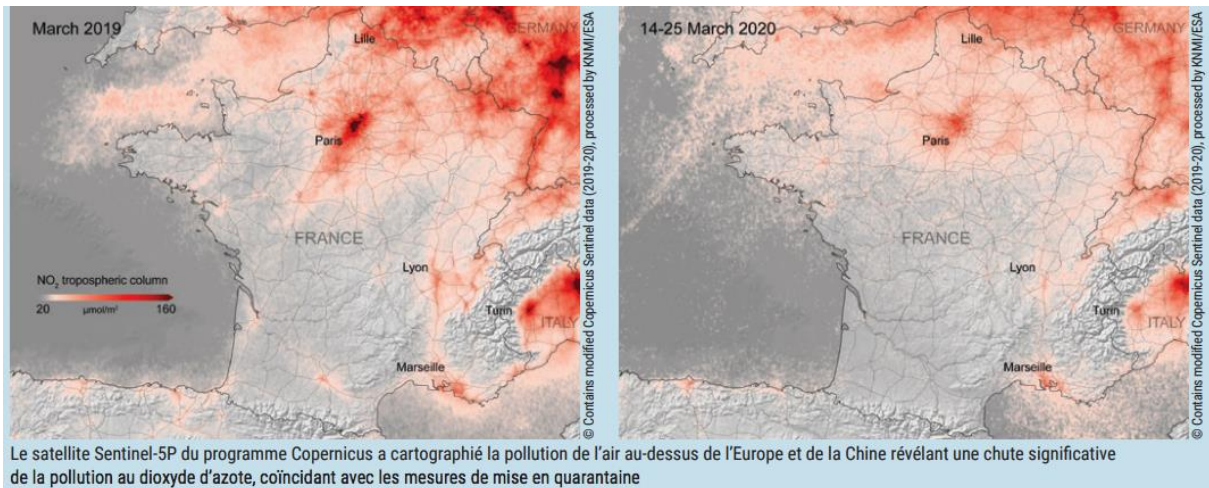 March 2019
Lille
GERMANY
Paris
FRANCE
Lyon
NO₂ tropospheric column
20 µmol/m² 160
Turin
ITALY
Marseille
© Contains modified Copernicus Sentinel data (2019-20), processed by KNMI/ESA
14-25 March 2020
Lille
GERMANY
Paris
FRANCE
Lyon
Turin
ITALY
Marseille
© Contains modified Copernicus Sentinel data (2019-20), processed by KNMI/ESA
Le satellite Sentinel-5P du programme Copernicus a cartographié la pollution de l’air au-dessus de l’Europe et de la Chine révélant une chute significative
de la pollution au dioxyde d’azote, coïncidant avec les mesures de mise en quarantaine